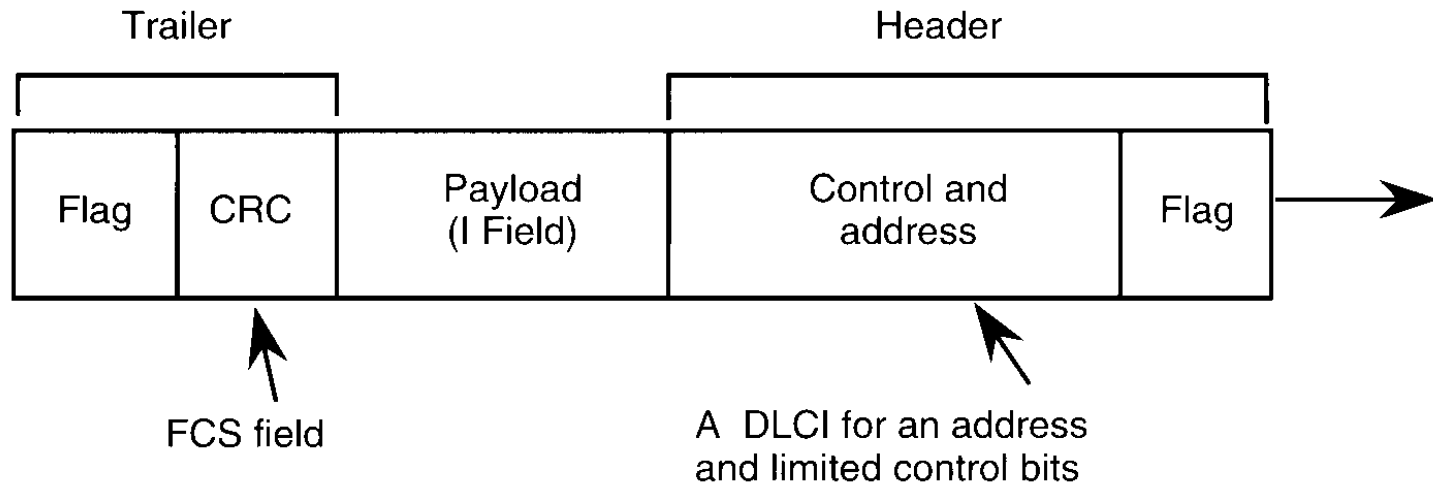 Trailer
Header
Flag
CRC
Payload
(I Field)
Control and
address
Flag
FCS field
A DLCI for an address
and limited control bits